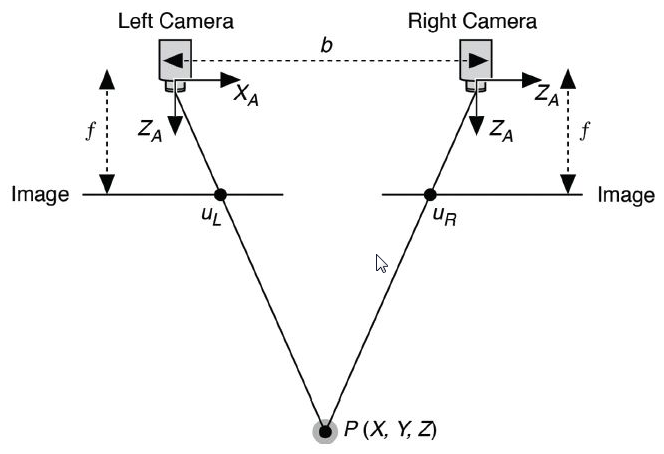 Left Camera
Right Camera
b
X_A
Z_A
f
Z_A
Z_A
f
Image
Image
u_L
u_R
P (X, Y, Z)